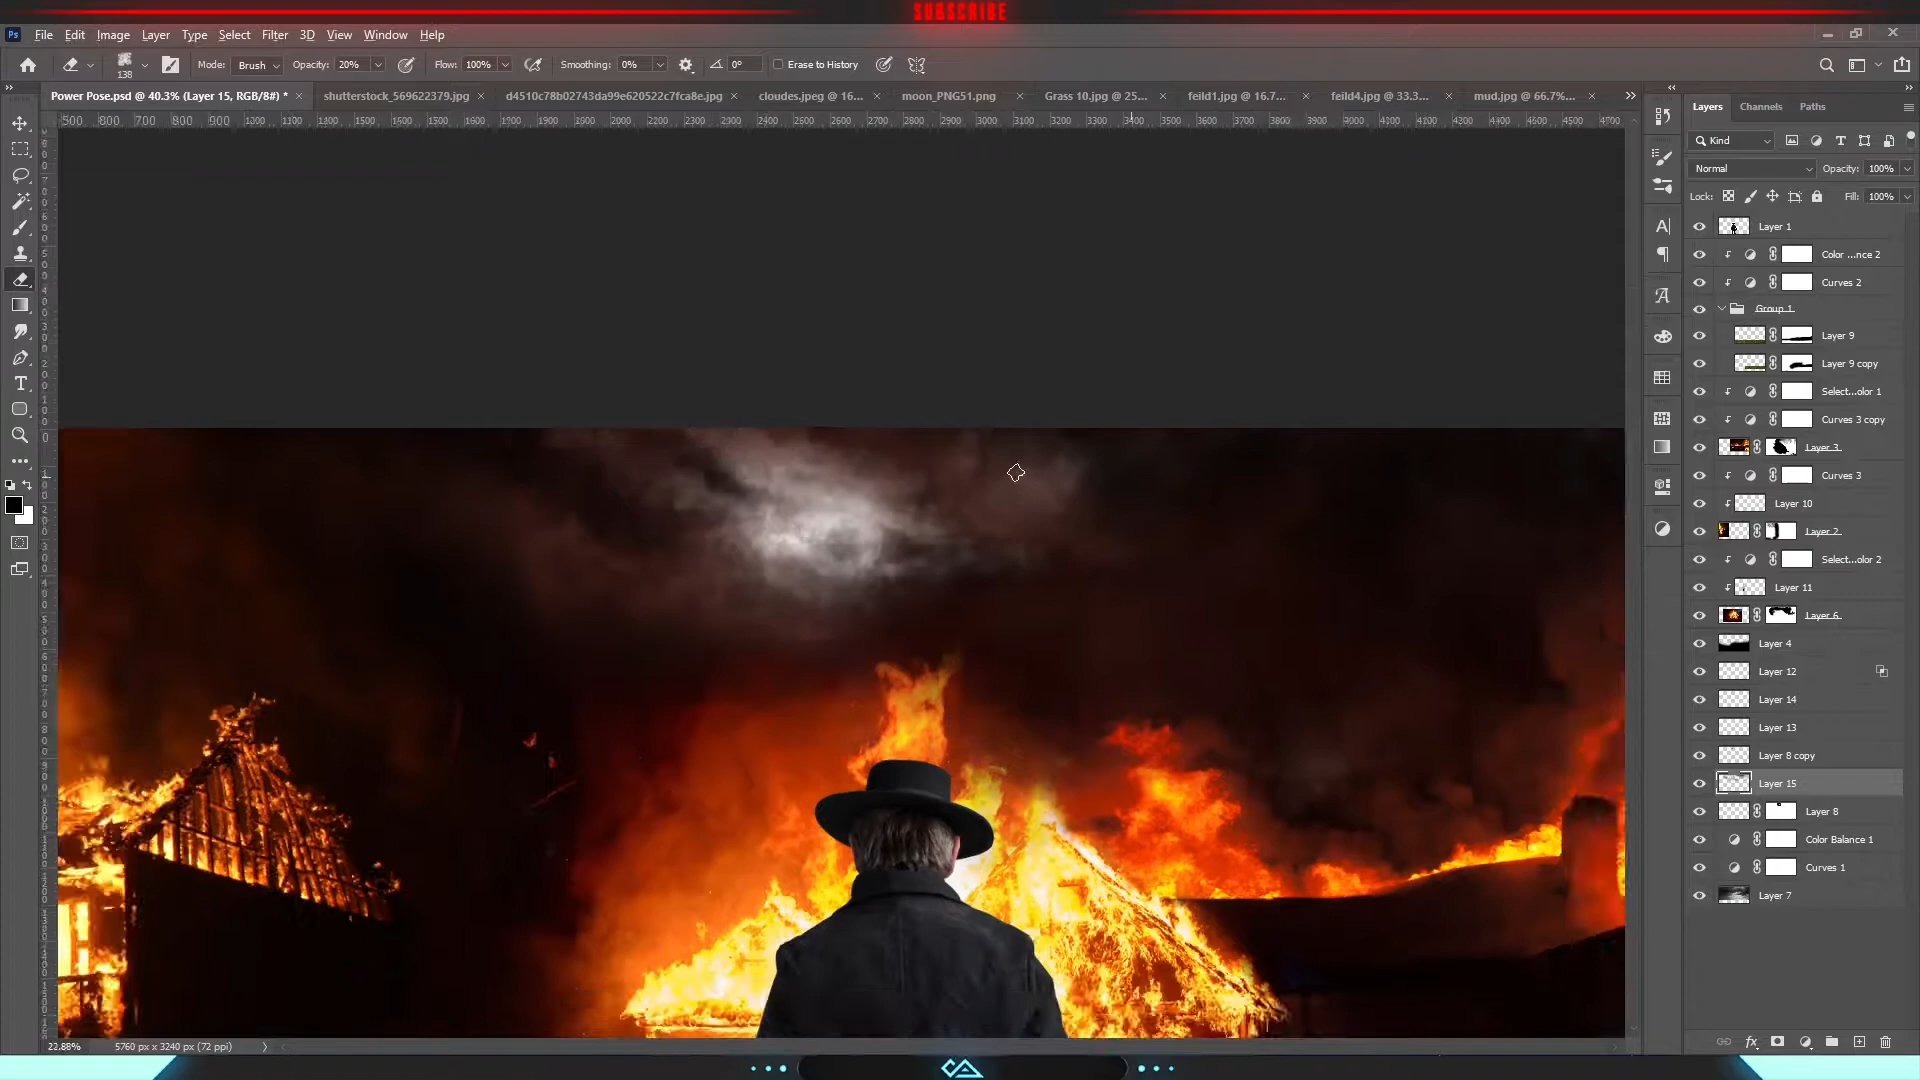 SUBSCRIBE
Ps File Edit Image Layer Type Select Filter 3D View Window Help
138 Mode: Brush Opacity: 20% Flow: 100% Smoothing: 0% 0° Erase to History
Power Pose.psd @ 40.3% (Layer 15, RGB/8#) * shutterstock_569622379.jpg d4510c78b02743da99e620522c7fca8e.jpg cloudes.jpeg @ 16... moon_PNG51.png Grass 10.jpg @ 25... feild1.jpg @ 16.7... feild4.jpg @ 33.3... mud.jpg @ 66.7%...
Layers Channels Paths
Kind
Normal Opacity: 100%
Lock: Fill: 100%
Layer 1
Color ...nce 2
Curves 2
Group 1
Layer 9
Layer 9 copy
Select...olor 1
Curves 3 copy
Layer 3
Curves 3
Layer 10
Layer 2
Select...olor 2
Layer 11
Layer 6
Layer 4
Layer 12
Layer 14
Layer 13
Layer 8 copy
Layer 15
Layer 8
Color Balance 1
Curves 1
Layer 7
22.88% 5760 px x 3240 px (72 ppi)